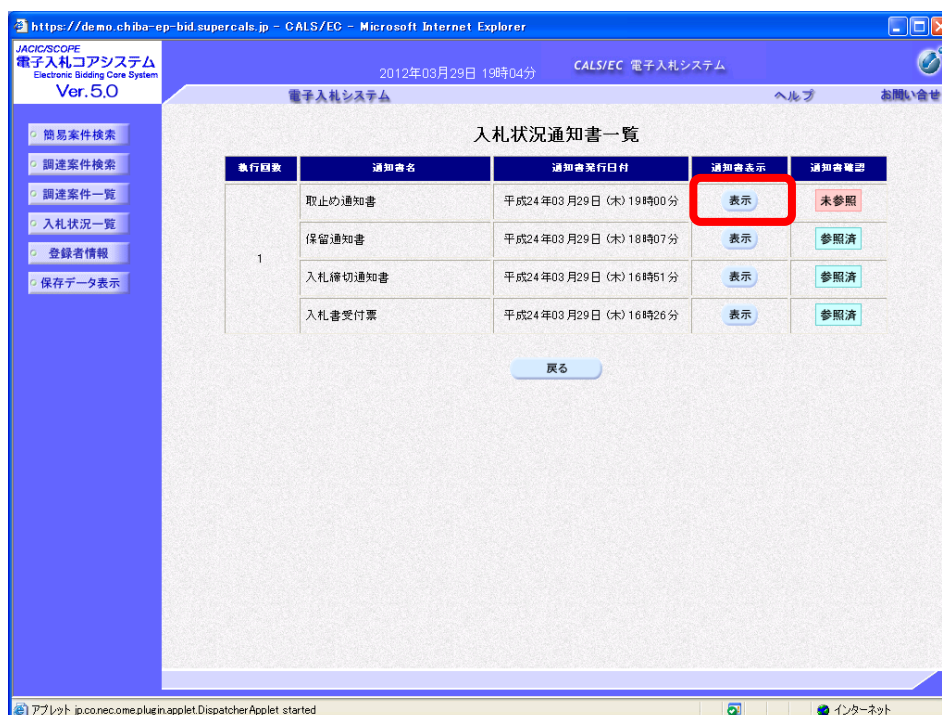 https://demo.chiba-ep-bid.supercals.jp - CALS/EC - Microsoft Internet Explorer
JACIC/SCOPE
電子入札コアシステム
Electronic Bidding Core System
Ver.5.0
2012年03月29日 19時04分
CALS/EC 電子入札システム
電子入札システム
ヘルプ
お問い合せ
簡易案件検索
調達案件検索
調達案件一覧
入札状況一覧
登録者情報
保存データ表示
入札状況通知書一覧
執行回数 通知書名 通知書発行日付 通知書表示 通知書確認
1
取止め通知書 平成24年03月29日 (木) 19時00分 表示 未参照
保留通知書 平成24年03月29日 (木) 18時07分 表示 参照済
入札締切通知書 平成24年03月29日 (木) 16時51分 表示 参照済
入札書受付票 平成24年03月29日 (木) 16時26分 表示 参照済
戻る
アプレット jp.co.nec.ome.plugin.applet.DispatcherApplet started
インターネット